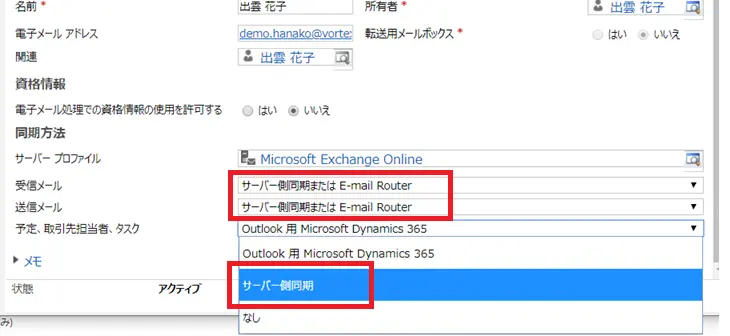 名前 * 出雲 花子 所有者 * 出雲 花子
電子メール アドレス demo.hanako@vorte 転送用メールボックス * はい いいえ
関連 出雲 花子
資格情報
電子メール処理での資格情報の使用を許可する はい いいえ
同期方法
サーバー プロファイル Microsoft Exchange Online
受信メール サーバー側同期または E-mail Router
送信メール サーバー側同期または E-mail Router
予定、取引先担当者、タスク Outlook 用 Microsoft Dynamics 365
Outlook 用 Microsoft Dynamics 365
メモ
サーバー側同期
状態 アクティブ
なし
み)